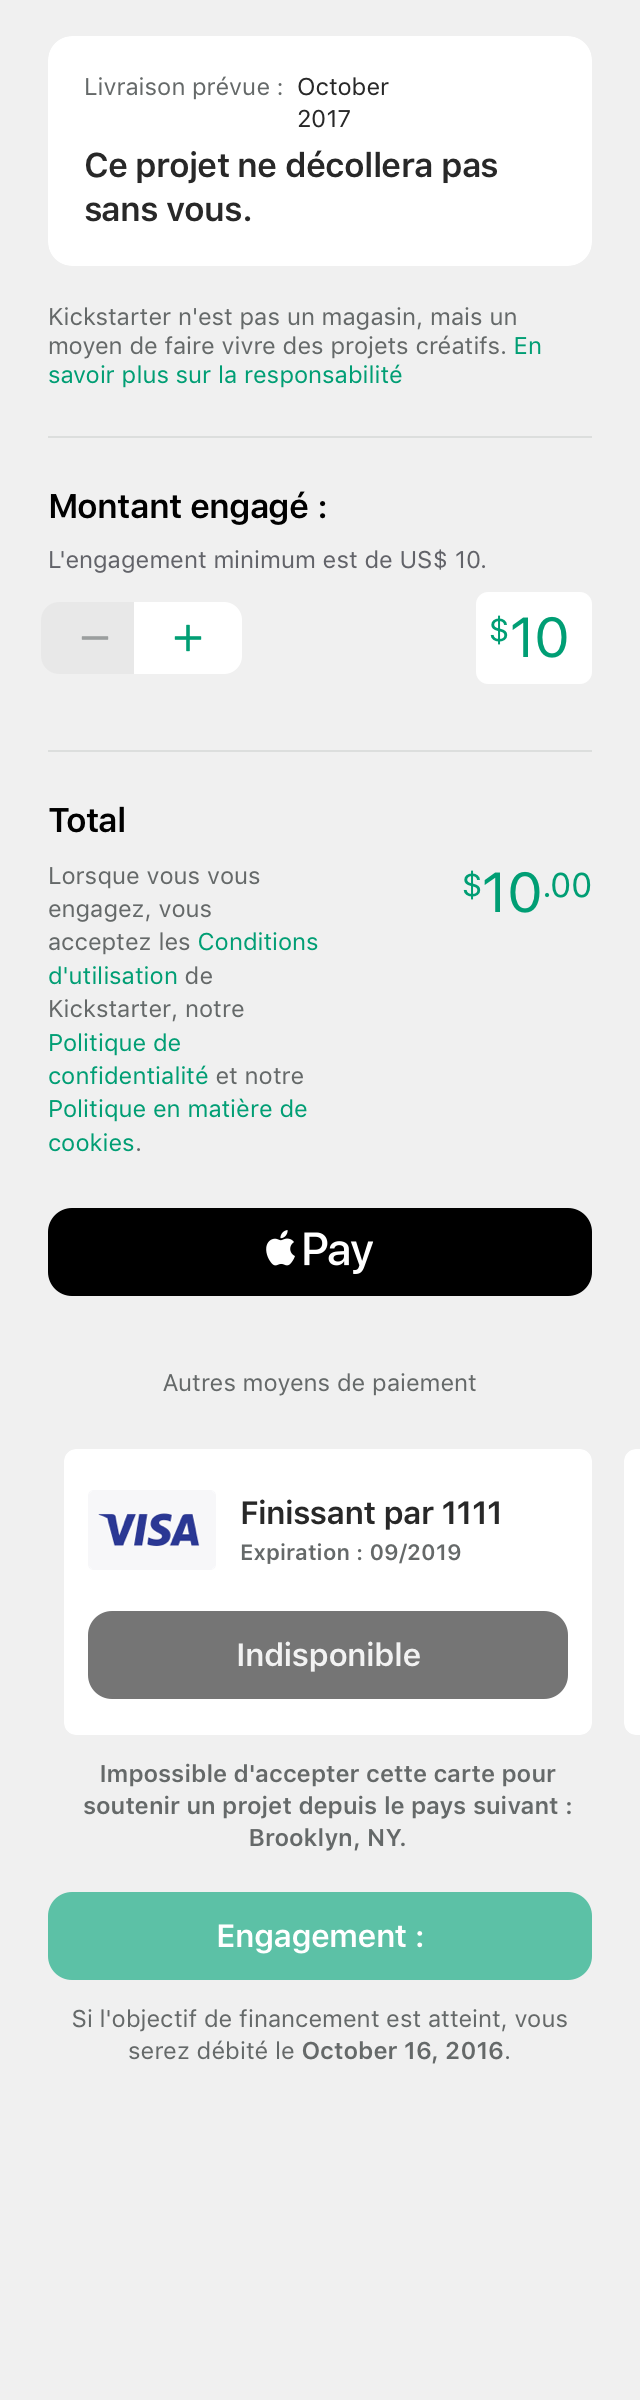 Livraison prévue : October
2017
Ce projet ne décollera pas
sans vous.
Kickstarter n'est pas un magasin, mais un
moyen de faire vivre des projets créatifs. En
savoir plus sur la responsabilité
Montant engagé :
L'engagement minimum est de US$ 10.
− +
$10
Total
Lorsque vous vous
engagez, vous
acceptez les Conditions
d'utilisation de
Kickstarter, notre
Politique de
confidentialité et notre
Politique en matière de
cookies.
$10.00
Pay
Autres moyens de paiement
VISA
Finissant par 1111
Expiration : 09/2019
Indisponible
Impossible d'accepter cette carte pour
soutenir un projet depuis le pays suivant :
Brooklyn, NY.
Engagement :
Si l'objectif de financement est atteint, vous
serez débité le October 16, 2016.